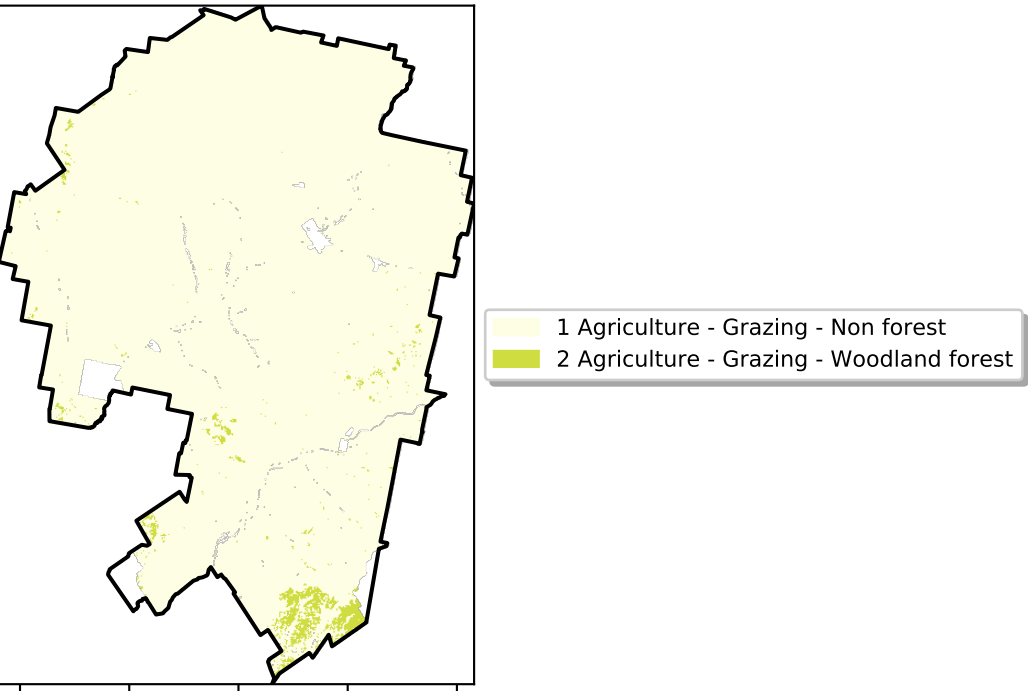 1 Agriculture - Grazing - Non forest
2 Agriculture - Grazing - Woodland forest